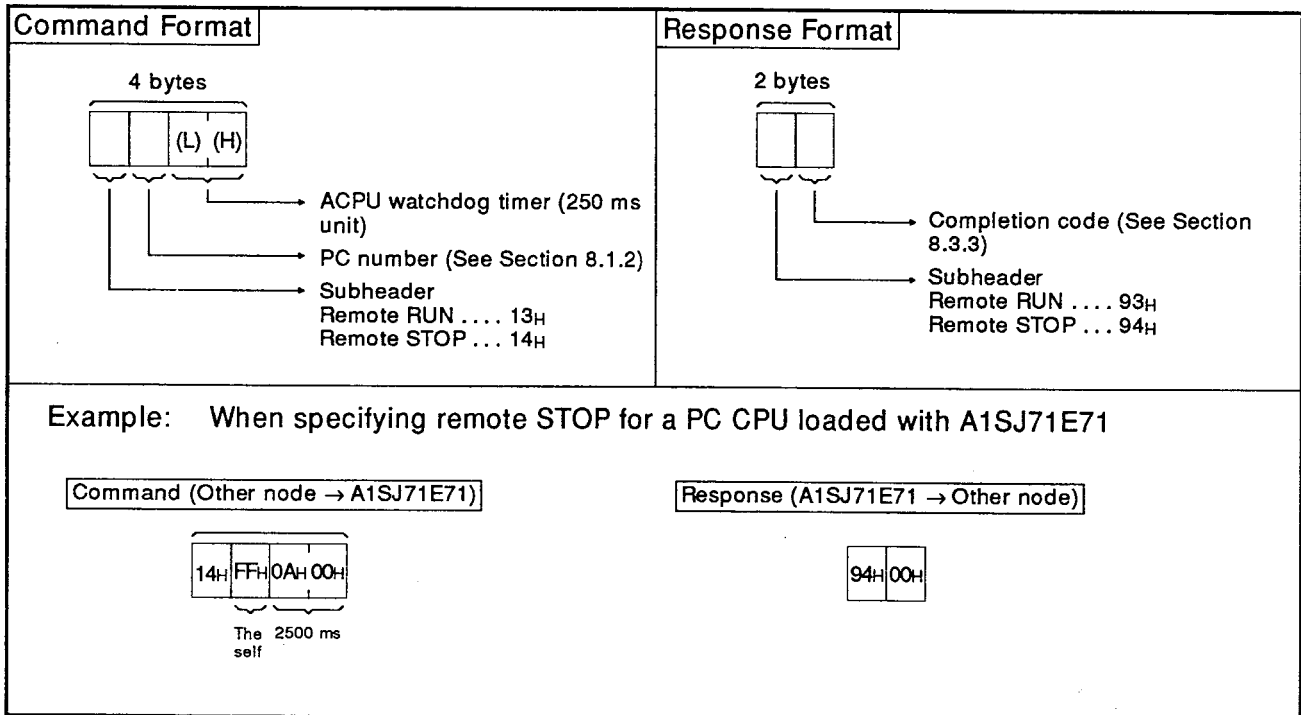 Command Format
4 bytes
(L) (H)
ACPU watchdog timer (250 ms
unit)
PC number (See Section 8.1.2)
Subheader
Remote RUN .... 13H
Remote STOP ... 14H
Response Format
2 bytes
Completion code (See Section
8.3.3)
Subheader
Remote RUN .... 93H
Remote STOP ... 94H
Example: When specifying remote STOP for a PC CPU loaded with A1SJ71E71
Command (Other node → A1SJ71E71)
14H FFH 0AH 00H
The self
2500 ms
Response (A1SJ71E71 → Other node)
94H 00H